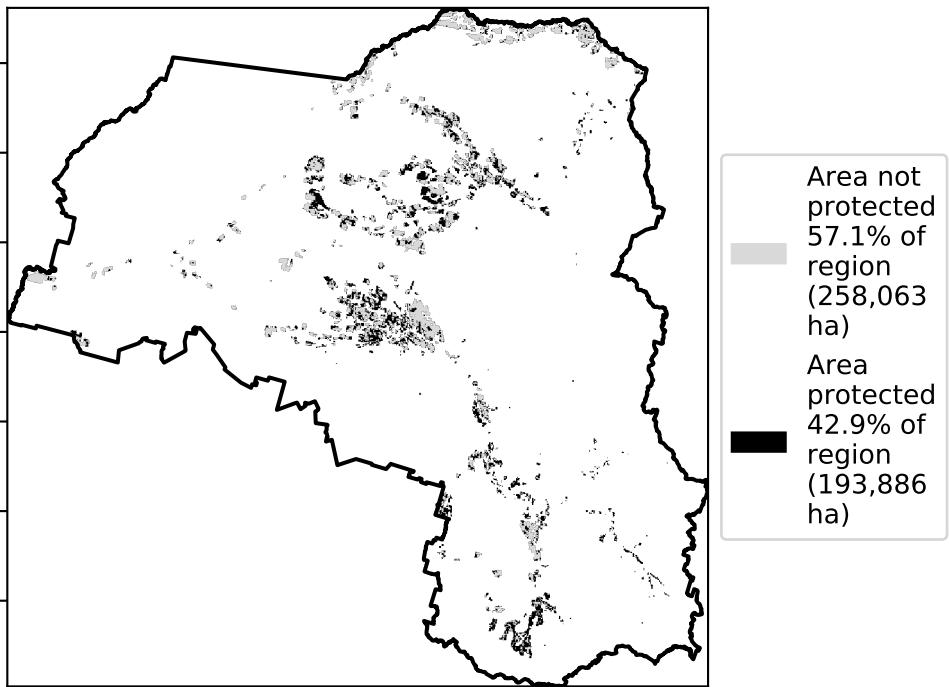 Area not
protected
57.1% of
region
(258,063
ha)
Area
protected
42.9% of
region
(193,886
ha)